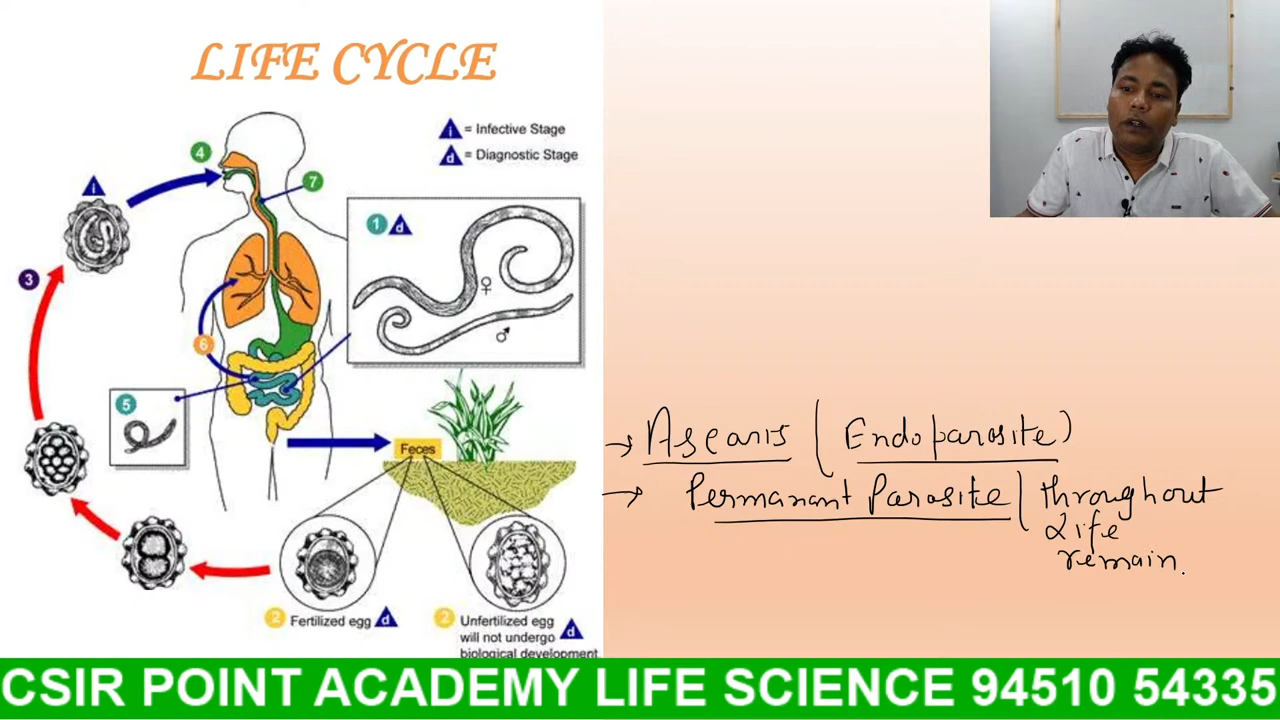 LIFE CYCLE
i = Infective Stage
d = Diagnostic Stage
4
7
i
1 d
3
♀
♂
6
5
Feces
2 Fertilized egg d
2 Unfertilized egg
will not undergo d
biological development
→ Ascaris (Endoparasite)
→ Permanant Parasite ( throughout
Life
remain.
CSIR POINT ACADEMY LIFE SCIENCE 94510 54335